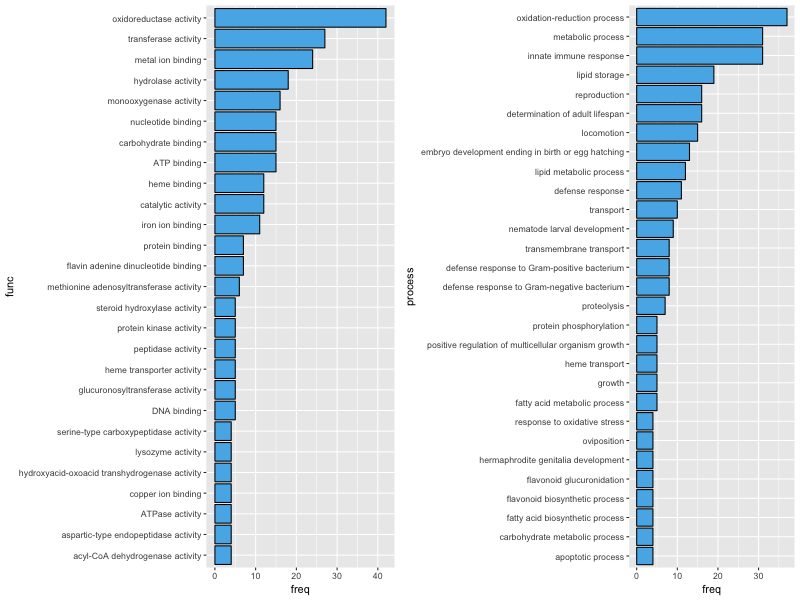 oxidoreductase activity
transferase activity
metal ion binding
hydrolase activity
monooxygenase activity
nucleotide binding
carbohydrate binding
ATP binding
heme binding
catalytic activity
iron ion binding
protein binding
flavin adenine dinucleotide binding
methionine adenosyltransferase activity
steroid hydroxylase activity
protein kinase activity
peptidase activity
heme transporter activity
glucuronosyltransferase activity
DNA binding
serine-type carboxypeptidase activity
lysozyme activity
hydroxyacid-oxoacid transhydrogenase activity
copper ion binding
ATPase activity
aspartic-type endopeptidase activity
acyl-CoA dehydrogenase activity
func
0 10 20 30 40
freq
oxidation-reduction process
metabolic process
innate immune response
lipid storage
reproduction
determination of adult lifespan
locomotion
embryo development ending in birth or egg hatching
lipid metabolic process
defense response
transport
nematode larval development
transmembrane transport
defense response to Gram-positive bacterium
defense response to Gram-negative bacterium
proteolysis
protein phosphorylation
positive regulation of multicellular organism growth
heme transport
growth
fatty acid metabolic process
response to oxidative stress
oviposition
hermaphrodite genitalia development
flavonoid glucuronidation
flavonoid biosynthetic process
fatty acid biosynthetic process
carbohydrate metabolic process
apoptotic process
process
0 10 20 30
freq